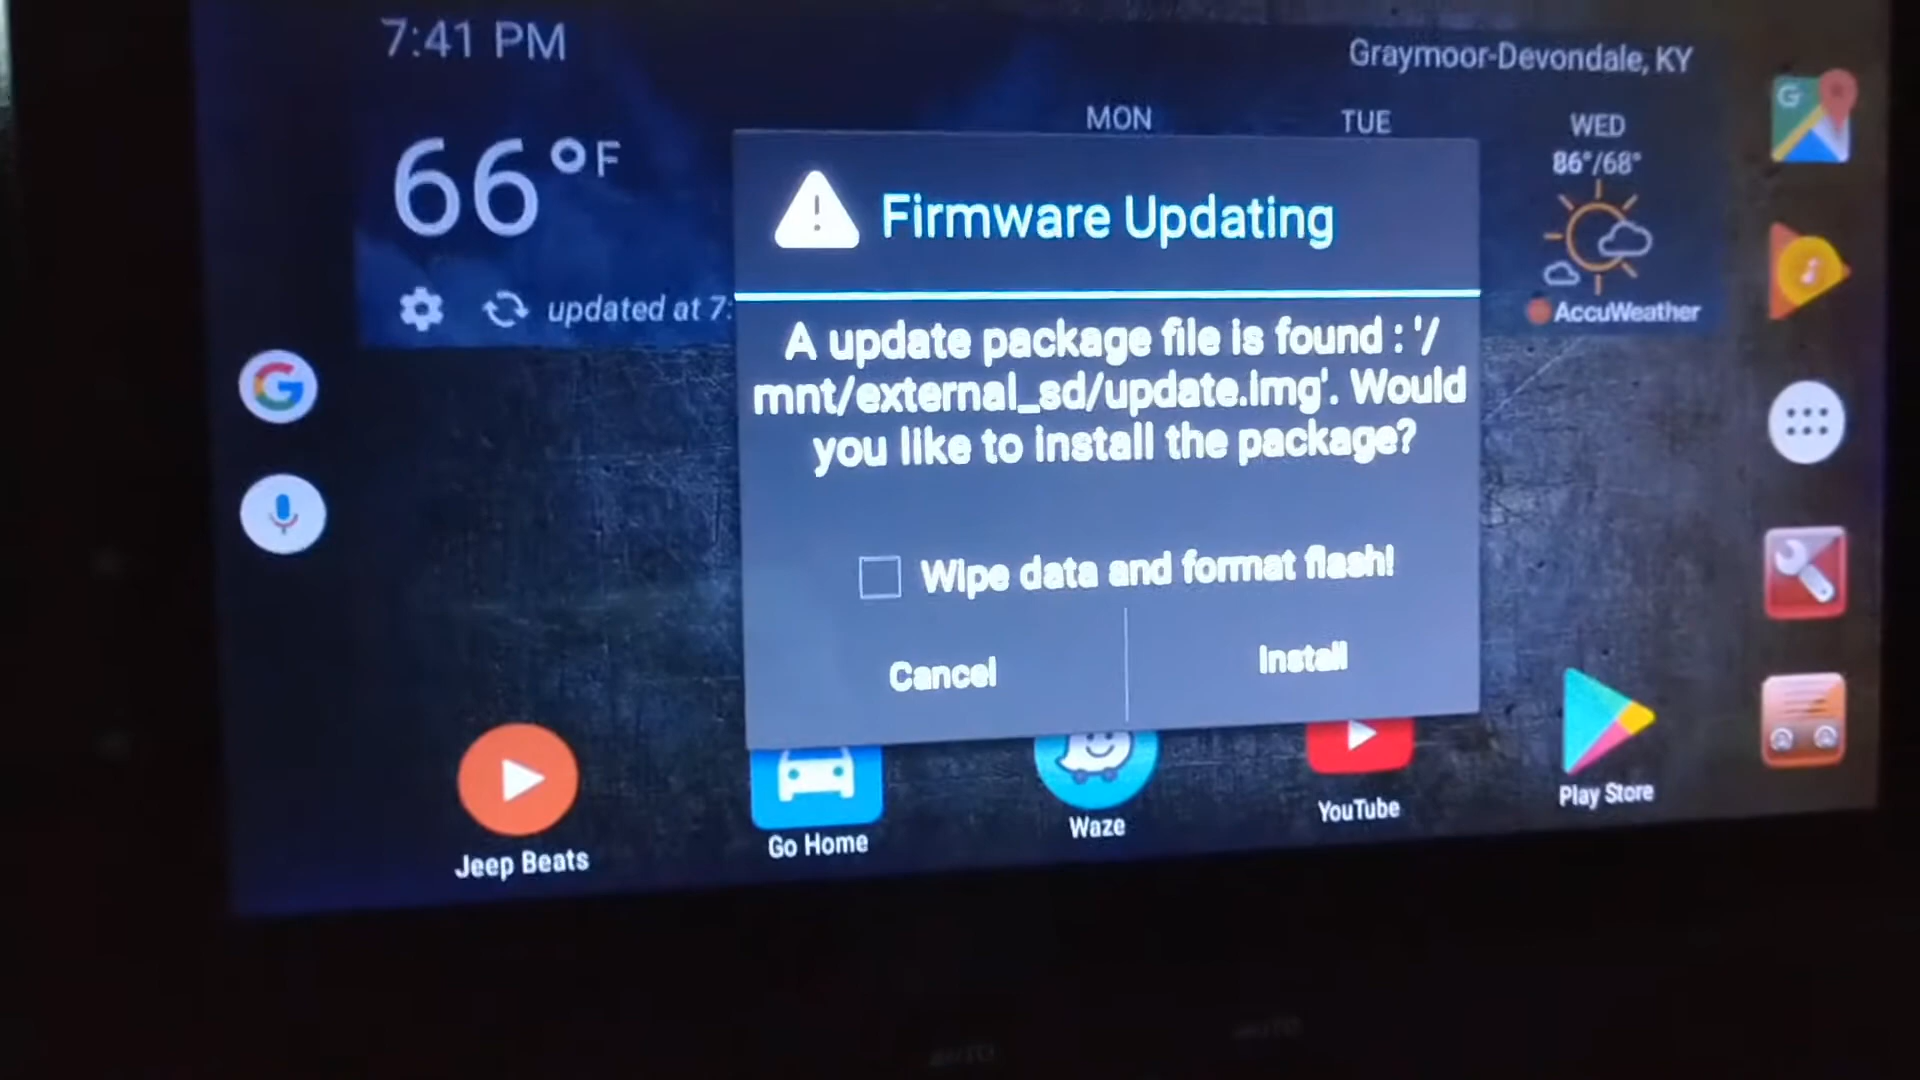 7:41 PM
Graymoor-Devondale, KY
66°F
MON
TUE
WED
86°/68°
updated at 7:
AccuWeather
Firmware Updating
A update package file is found : '/
mnt/external_sd/update.img'. Would
you like to install the package?
Wipe data and format flash!
Cancel
Install
Jeep Beats
Go Home
Waze
YouTube
Play Store
AUTO
AUTO